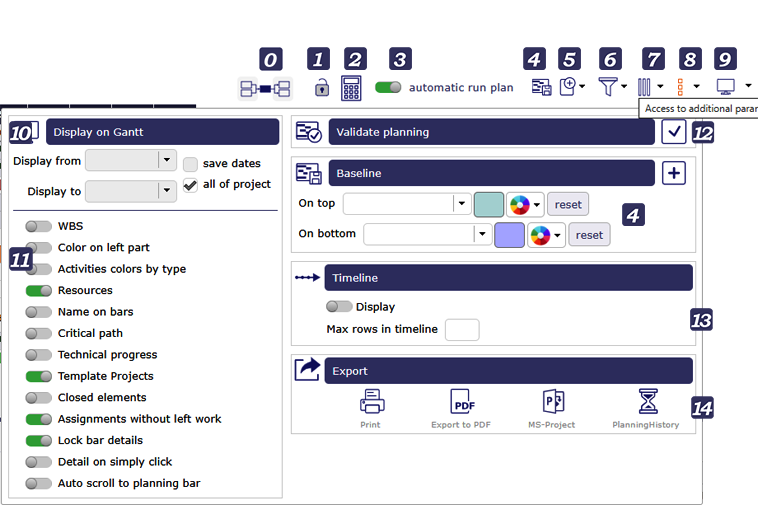 0 1 2 3 4 5 6 7 8 9
automatic run plan
Access to additional paran
10 Display on Gantt
Display from
save dates
Display to
all of project
11
WBS
Color on left part
Activities colors by type
Resources
Name on bars
Critical path
Technical progress
Template Projects
Closed elements
Assignments without left work
Lock bar details
Detail on simply click
Auto scroll to planning bar
Validate planning
12
Baseline
On top
reset
4
On bottom
reset
Timeline
Display
13
Max rows in timeline
Export
PDF
P
14
Print
Export to PDF
MS-Project
PlanningHistory